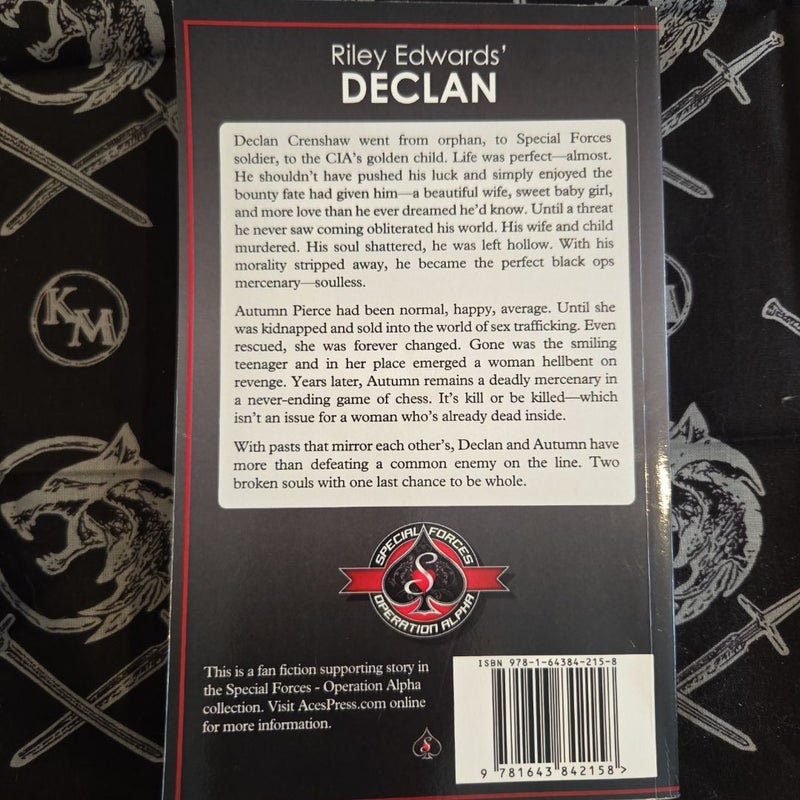 Riley Edwards'
DECLAN
Declan Crenshaw went from orphan, to Special Forces
soldier, to the CIA's golden child. Life was perfect—almost.
He shouldn't have pushed his luck and simply enjoyed the
bounty fate had given him—a beautiful wife, sweet baby girl,
and more love than he ever dreamed he'd know. Until a threat
he never saw coming obliterated his world. His wife and child
murdered. His soul shattered, he was left hollow. With his
morality stripped away, he became the perfect black ops
mercenary—soulless.
Autumn Pierce had been normal, happy, average. Until she
was kidnapped and sold into the world of sex trafficking. Even
rescued, she was forever changed. Gone was the smiling
teenager and in her place emerged a woman hellbent on
revenge. Years later, Autumn remains a deadly mercenary in
a never-ending game of chess. It's kill or be killed—which
isn't an issue for a woman who's already dead inside.
With pasts that mirror each other's, Declan and Autumn have
more than defeating a common enemy on the line. Two
broken souls with one last chance to be whole.
SPECIAL FORCES
S
OPERATION ALPHA
This is a fan fiction supporting story in
the Special Forces - Operation Alpha
collection. Visit AcesPress.com online
for more information.
S
ISBN 978-1-64384-215-8
9 781643 842158 >
KM